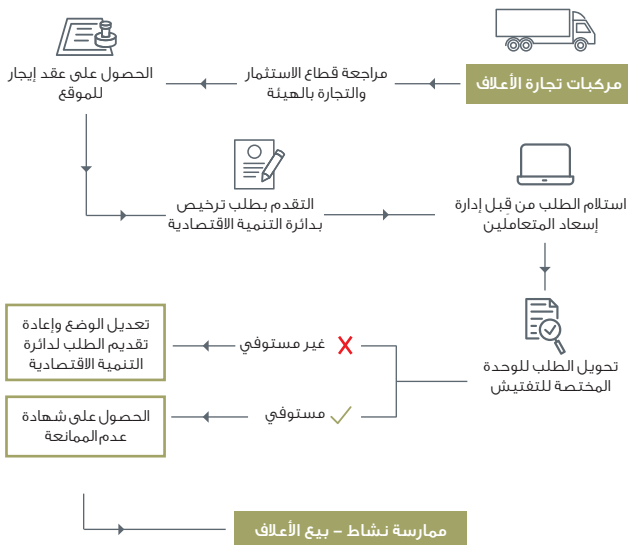 مركبات تجارة الأعلاف
مراجعة قطاع الاستثمار
والتجارة بالهيئة
الحصول على عقد إيجار
للموقع
التقدم بطلب ترخيص
بدائرة التنمية الاقتصادية
استلام الطلب من قِبل إدارة
إسعاد المتعاملين
تحويل الطلب للوحدة
المختصة للتفتيش
غير مستوفي
تعديل الوضع وإعادة
تقديم الطلب لدائرة
التنمية الاقتصادية
مستوفي
الحصول على شهادة
عدم الممانعة
ممارسة نشاط – بيع الأعلاف